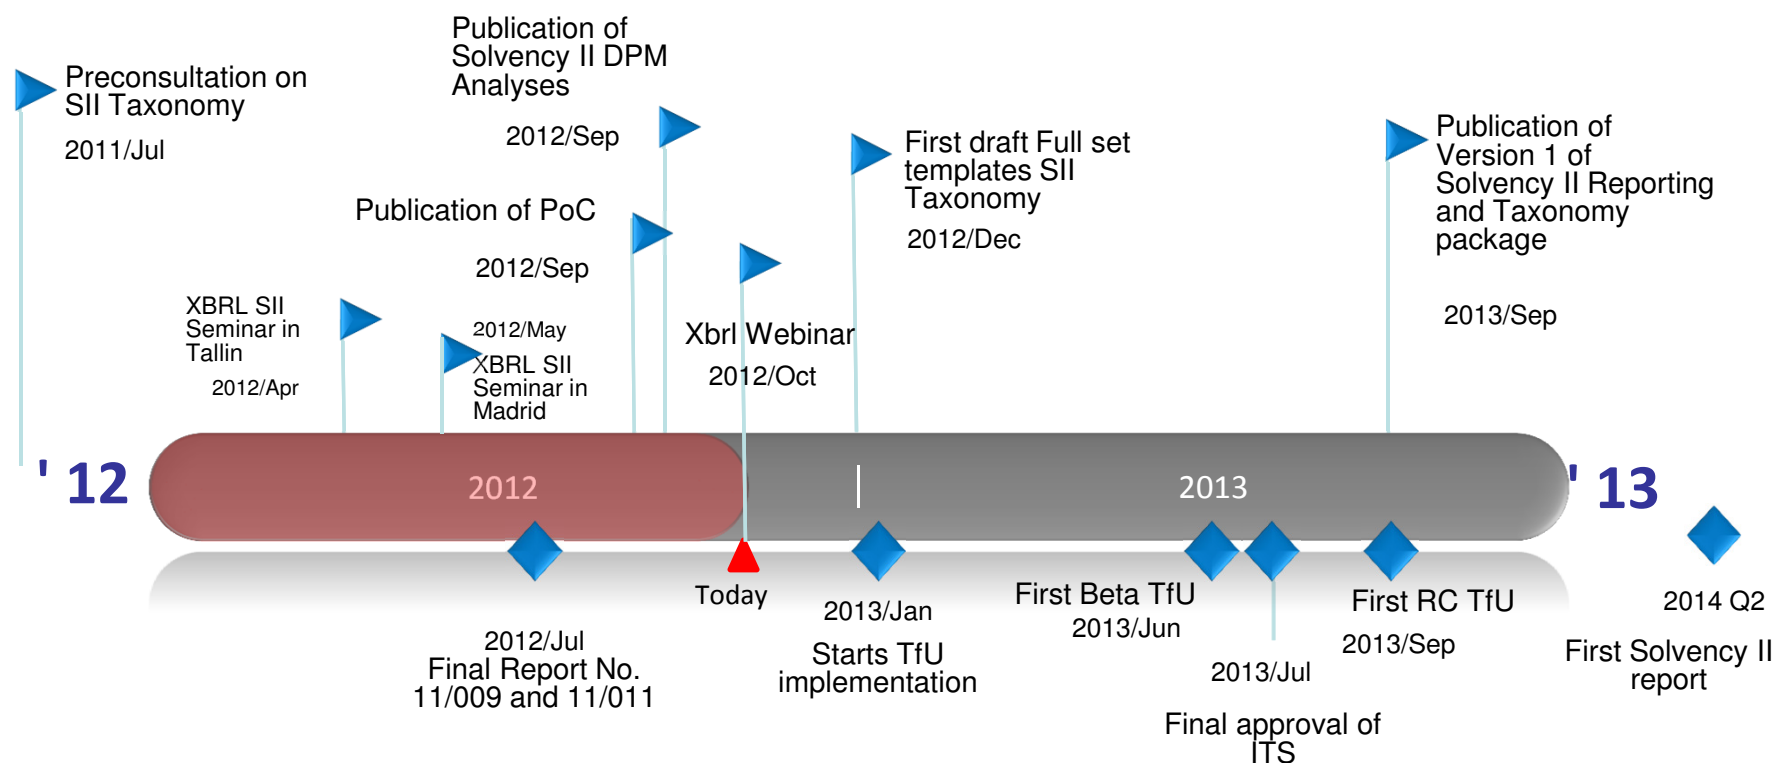 Publication of
Solvency II DPM
Analyses
2012/Sep
Preconsultation on
SII Taxonomy
2011/Jul
First draft Full set
templates SII
Taxonomy
2012/Dec
Publication of
Version 1 of
Solvency II Reporting
and Taxonomy
package
2013/Sep
Publication of PoC
2012/Sep
XBRL SII
Seminar in
Tallin
2012/Apr
2012/May
XBRL SII
Seminar in
Madrid
Xbrl Webinar
2012/Oct
' 12
2012
2013
' 13
Today
2012/Jul
Final Report No.
11/009 and 11/011
2013/Jan
Starts TfU
implementation
First Beta TfU
2013/Jun
2013/Jul
Final approval of
ITS
First RC TfU
2013/Sep
2014 Q2
First Solvency II
report